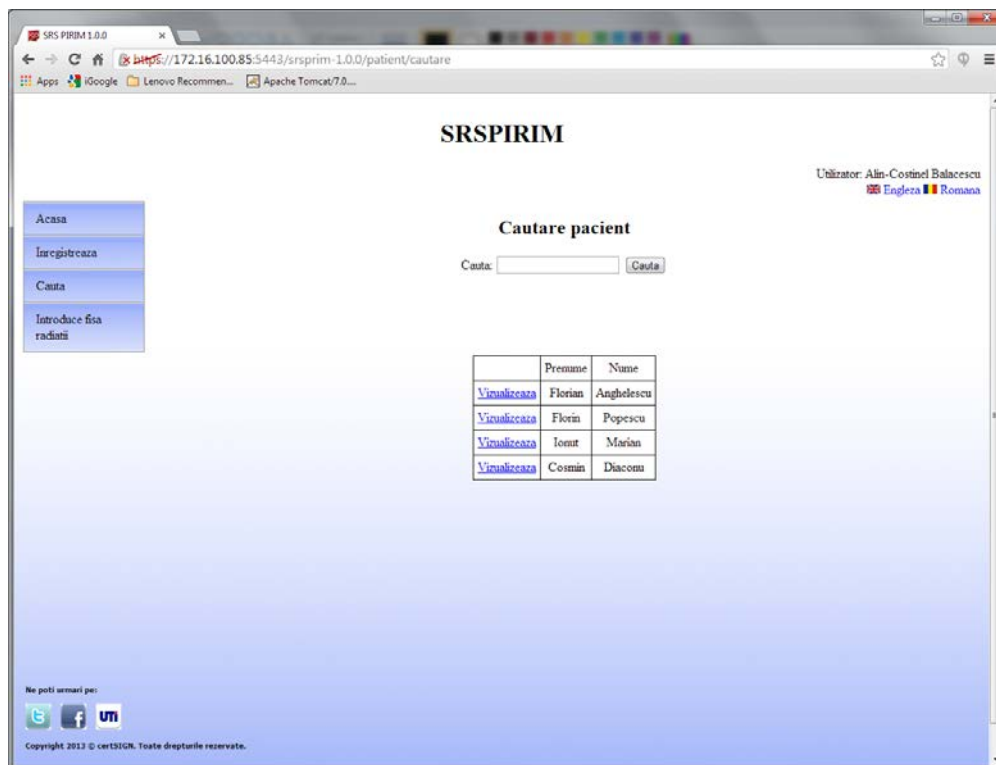 SRS PIRIM 1.0.0
https://172.16.100.85:5443/srsprim-1.0.0/patient/cautare
Apps iGoogle Lenovo Recommen... Apache Tomcat/7.0....
SRSPIRIM
Utilizator: Alin-Costinel Balacescu
Engleza Romana
Acasa
Inregistreaza
Cauta
Introduce fisa
radiatii
Cautare pacient
Cauta: Cauta
Prenume Nume
Vizualizeaza Florian Anghelescu
Vizualizeaza Florin Popescu
Vizualizeaza Ionut Marian
Vizualizeaza Cosmin Diaconu
Ne poti urmari pe:
t f UTI
Copyright 2013 © certSIGN. Toate drepturile rezervate.